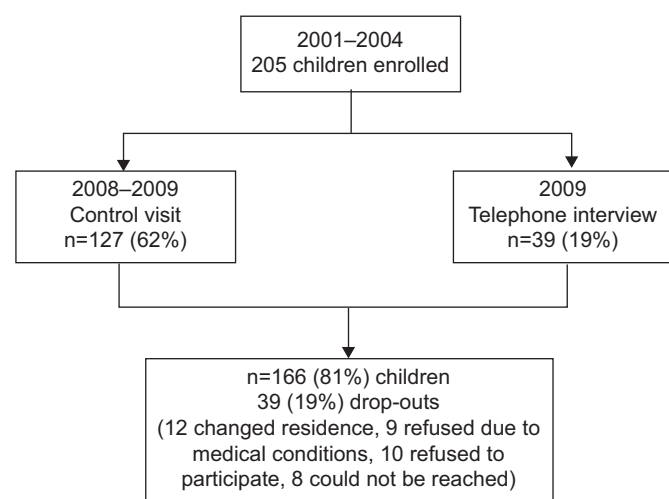 2001–2004
205 children enrolled
2008–2009
Control visit
n=127 (62%)
2009
Telephone interview
n=39 (19%)
n=166 (81%) children
39 (19%) drop-outs
(12 changed residence, 9 refused due to
medical conditions, 10 refused to
participate, 8 could not be reached)